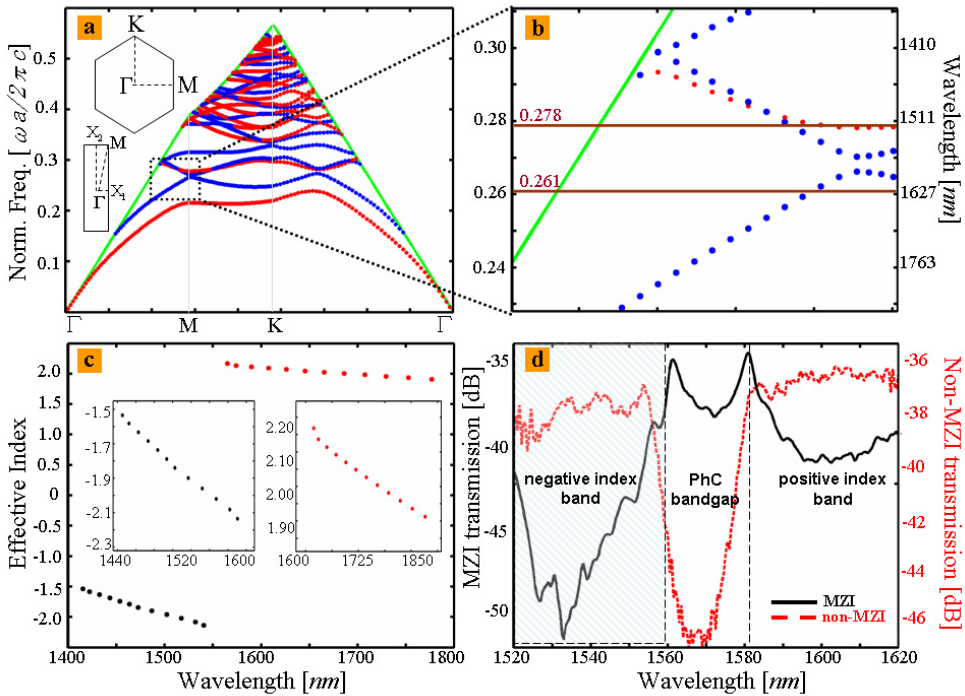 a
K
Γ
M
X2
M
Γ
X1
0.5
0.4
0.3
0.2
0.1
Norm. Freq.[ ωa/2πc]
Γ
M
K
Γ
b
0.30
0.28
0.26
0.24
0.278
0.261
1410
1511
1627
1763
Wavelength [nm]
c
2.0
1.5
1.0
0.5
0
-0.5
-1.0
-1.5
-2.0
Effective Index
-1.5
-1.7
-1.9
-2.1
-2.3
1440
1520
1600
2.20
2.10
2.00
1.90
1600
1725
1850
1400
1500
1600
1700
1800
Wavelength [nm]
d
-35
-40
-45
-50
MZI transmission [dB]
-36
-38
-40
-42
-44
-46
Non-MZI transmission [dB]
negative index
band
PhC
bandgap
positive index
band
MZI
non-MZI
1520
1540
1560
1580
1600
1620
Wavelength [nm]